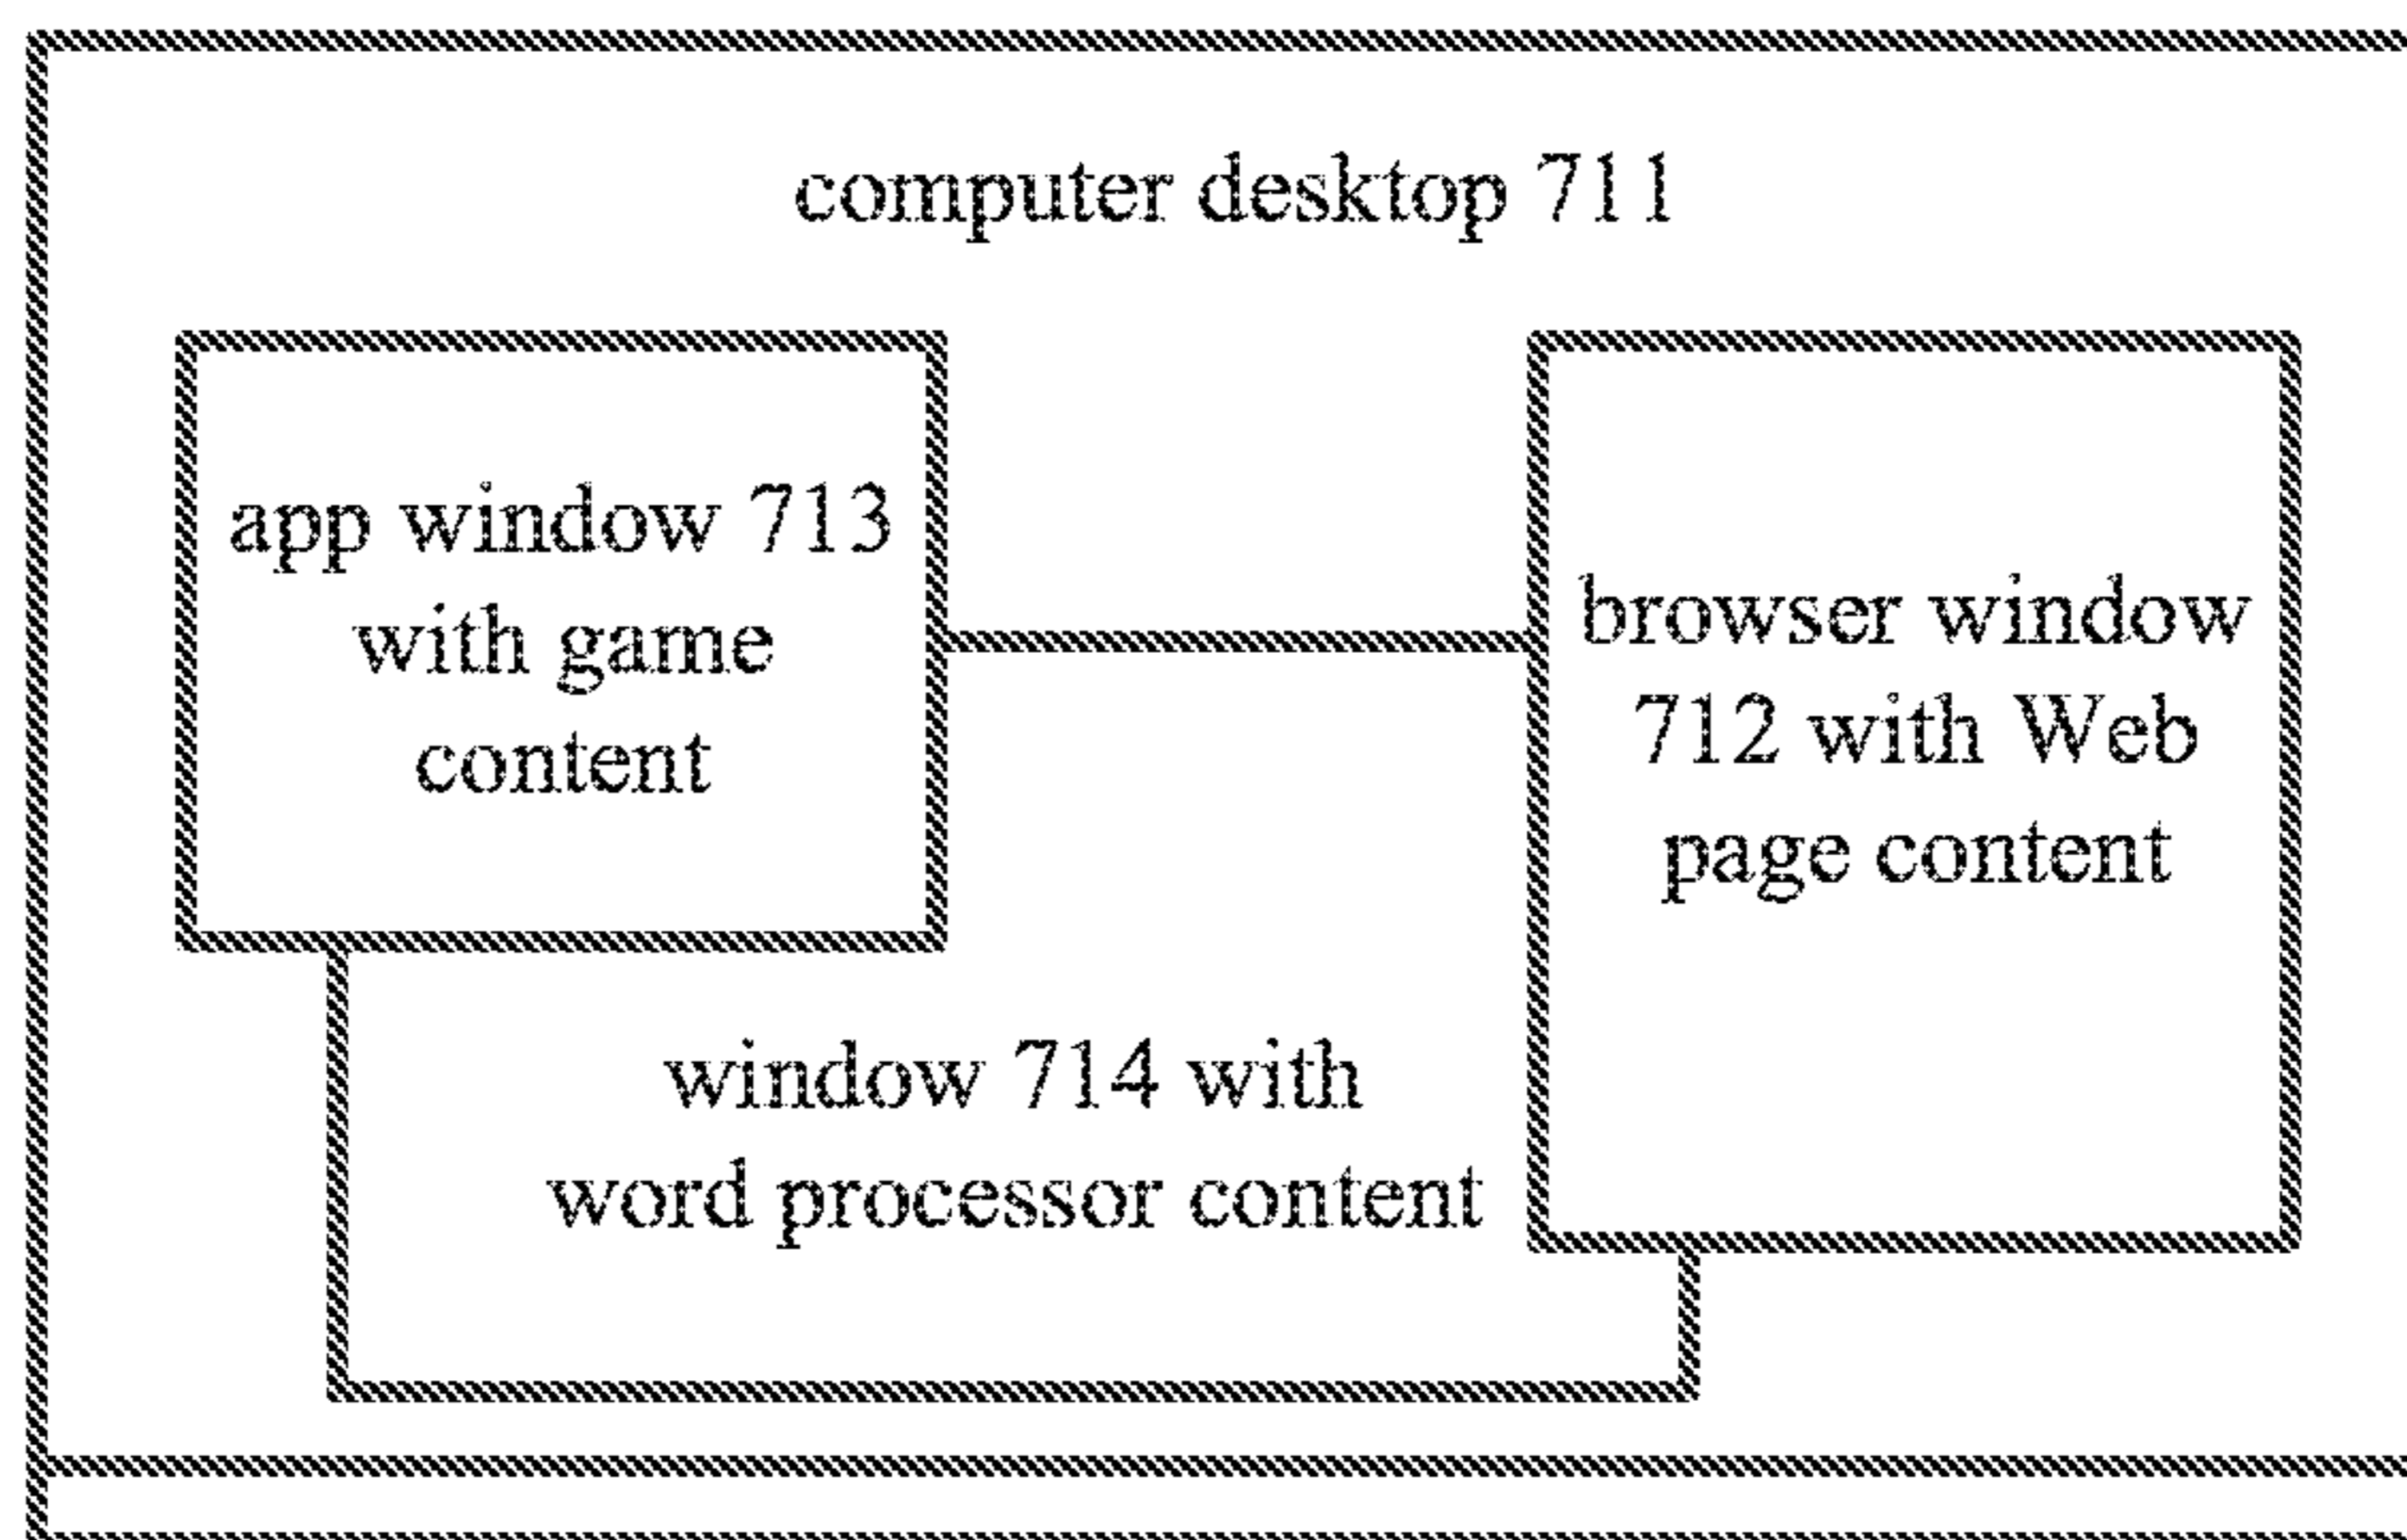 computer desktop 711
app window 713
with game
content
browser window
712 with Web
page content
window 714 with
word processor content